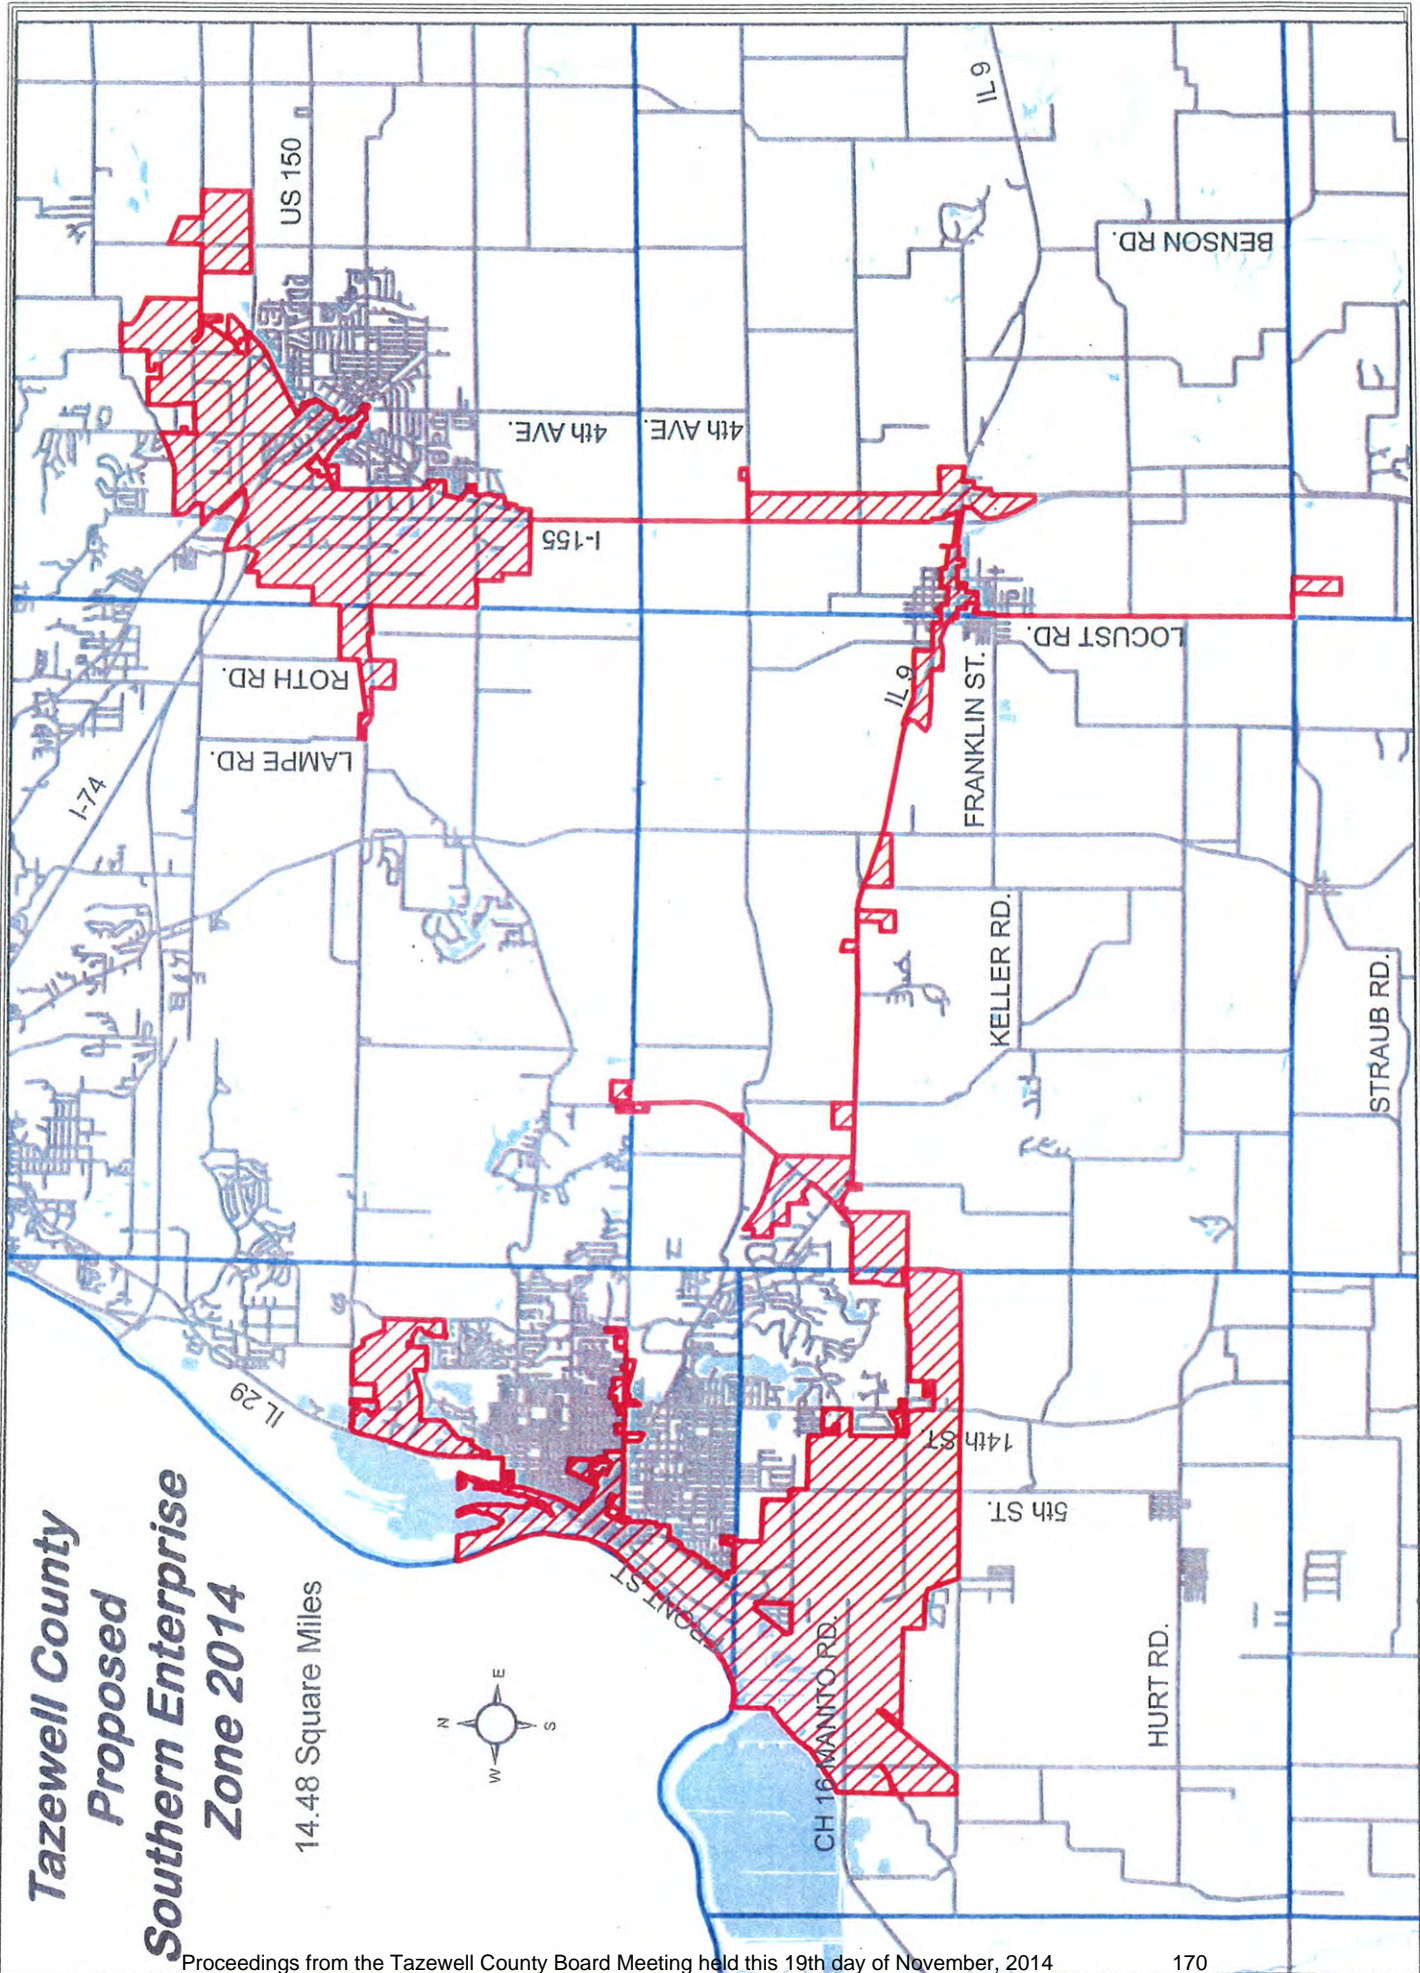 Tazewell County
Proposed
Southern Enterprise
Zone 2014
14.48 Square Miles
N
W
E
S
IL 29
I-74
LAMPE RD.
ROTH RD.
US 150
4th AVE.
4th AVE.
I-155
IL 9
IL 9
FRANKLIN ST.
LOCUST RD.
BENSON RD.
KELLER RD.
STRAUB RD.
FRONT ST
CH 16 MANITO RD.
14th ST.
5th ST.
HURT RD.
Proceedings from the Tazewell County Board Meeting held this 19th day of November, 2014 170